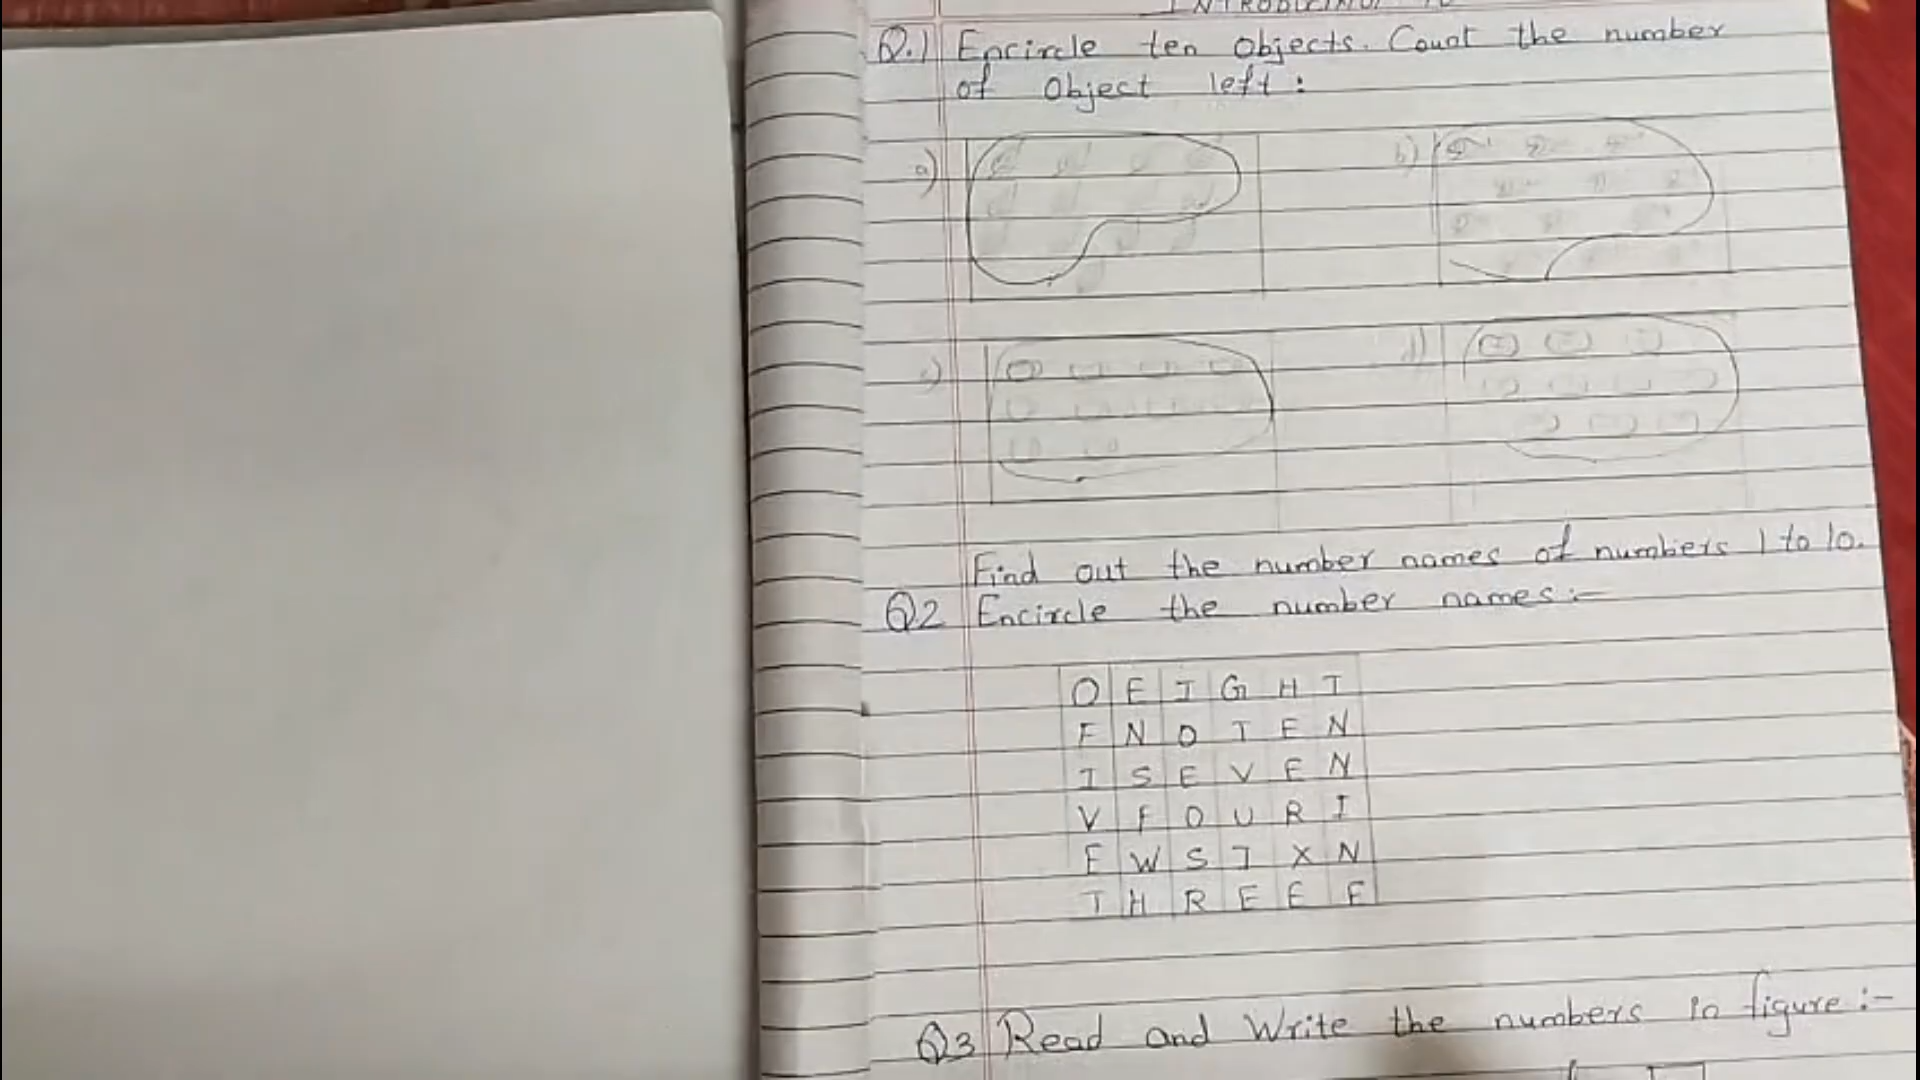 Q.1 Encircle ten objects. Count the number
of object left :
a)
b)
c)
d)
Find out the number names of numbers 1 to 10.
Q2 Encircle the number names :-
O E I G H T
F N O T E N
I S E V E N
V F O U R I
E W S I X N
T H R E E E
Q3 Read and Write the numbers in figure :-